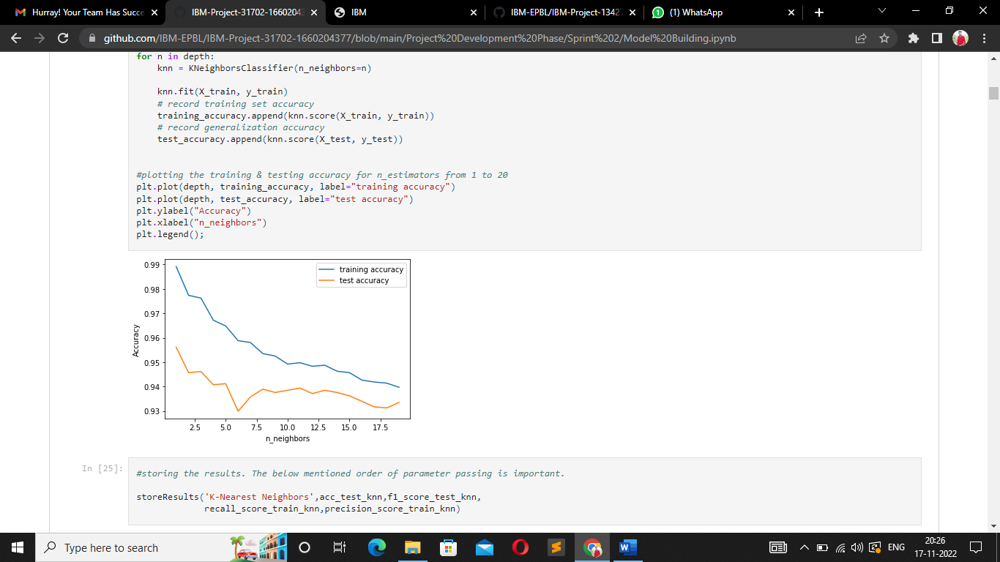 Hurray! Your Team Has Succe
IBM-Project-31702-16602043
IBM
IBM-EPBL/IBM-Project-1342
(1) WhatsApp
github.com/IBM-EPBL/IBM-Project-31702-1660204377/blob/main/Project%20Development%20Phase/Sprint%202/Model%20Building.ipynb
for n in depth:
knn = KNeighborsClassifier(n_neighbors=n)
knn.fit(X_train, y_train)
# record training set accuracy
training_accuracy.append(knn.score(X_train, y_train))
# record generalization accuracy
test_accuracy.append(knn.score(X_test, y_test))
#plotting the training & testing accuracy for n_estimators from 1 to 20
plt.plot(depth, training_accuracy, label="training accuracy")
plt.plot(depth, test_accuracy, label="test accuracy")
plt.ylabel("Accuracy")
plt.xlabel("n_neighbors")
plt.legend();
training accuracy
test accuracy
0.99
0.98
0.97
0.96
0.95
0.94
0.93
Accuracy
2.5 5.0 7.5 10.0 12.5 15.0 17.5
n_neighbors
In [25]:
#storing the results. The below mentioned order of parameter passing is important.
storeResults('K-Nearest Neighbors',acc_test_knn,f1_score_test_knn,
recall_score_train_knn,precision_score_train_knn)
Type here to search
ENG
20:26
17-11-2022